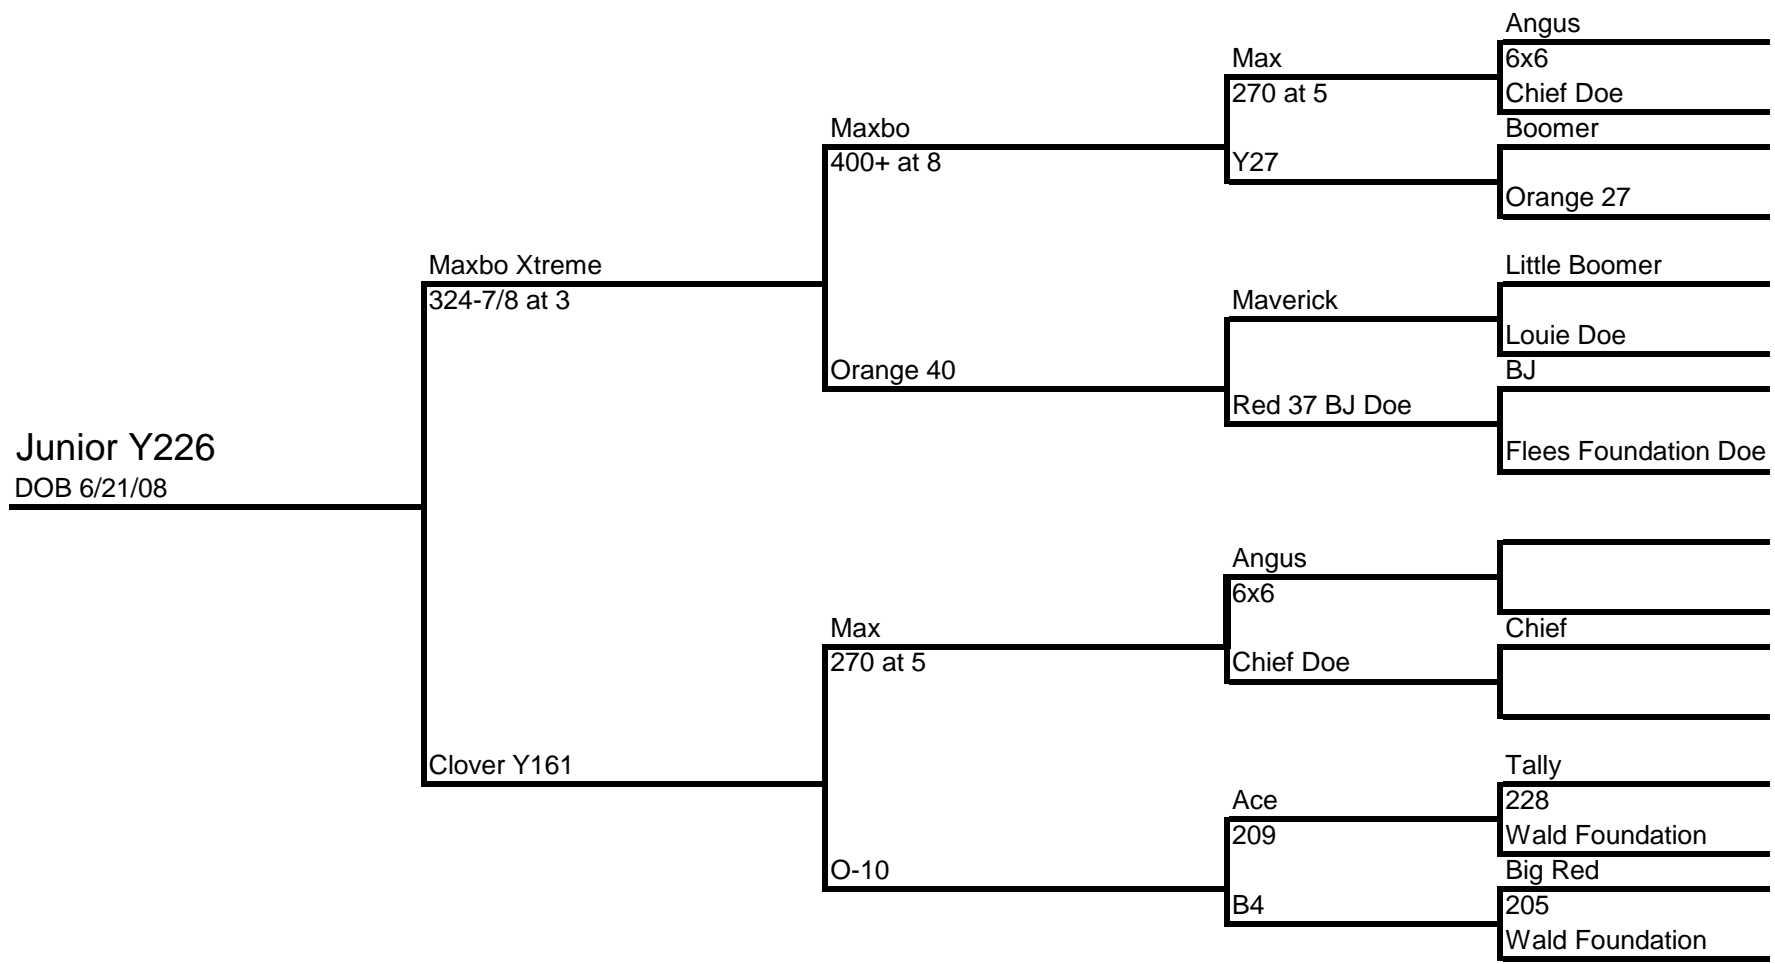 Angus
Max
6x6
270 at 5
Chief Doe
Maxbo
Boomer
400+ at 8
Y27
Orange 27
Maxbo Xtreme
Little Boomer
324-7/8 at 3
Maverick
Louie Doe
Orange 40
BJ
Red 37 BJ Doe
Junior Y226
Flees Foundation Doe
DOB 6/21/08
Angus
6x6
Max
Chief
270 at 5
Chief Doe
Clover Y161
Tally
Ace
228
209
Wald Foundation
O-10
Big Red
B4
205
Wald Foundation